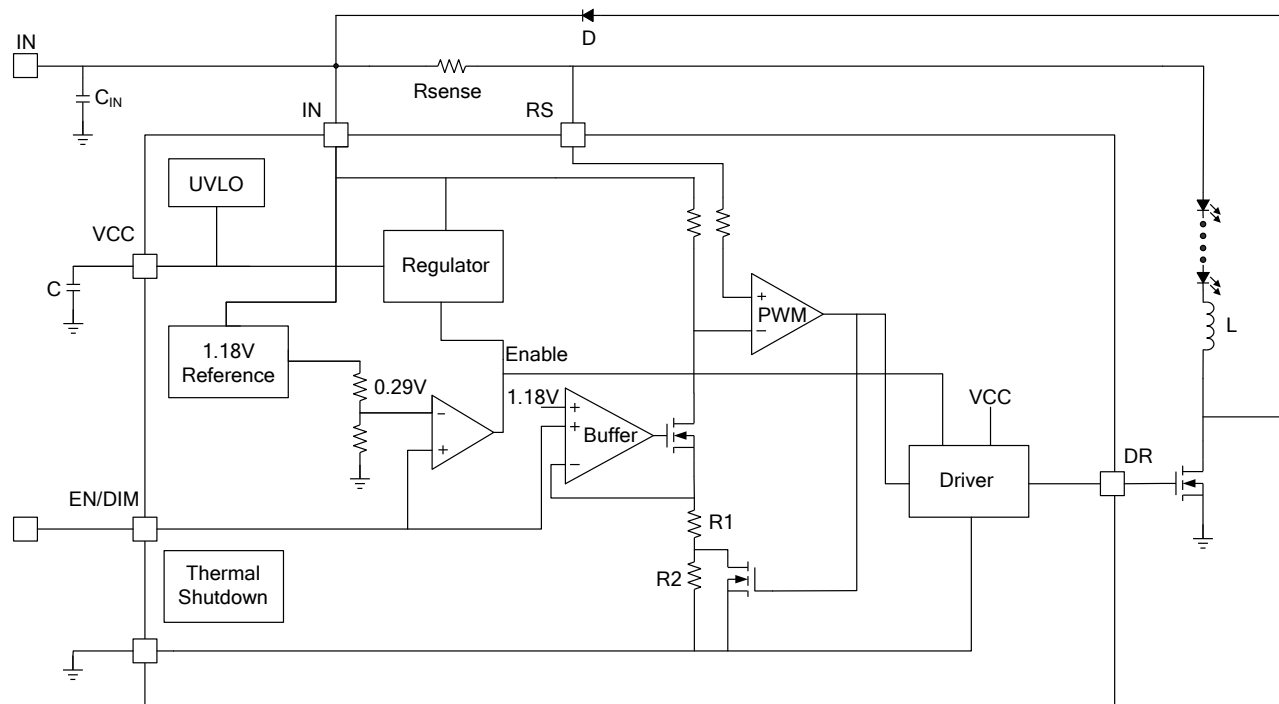 D
IN
Rsense
C_IN
IN
RS
UVLO
VCC
Regulator
C
+
PWM
−
L
1.18V
Reference
Enable
0.29V
1.18V
VCC
−
+
+
+
Buffer
−
Driver
DR
EN/DIM
R1
R2
Thermal
Shutdown